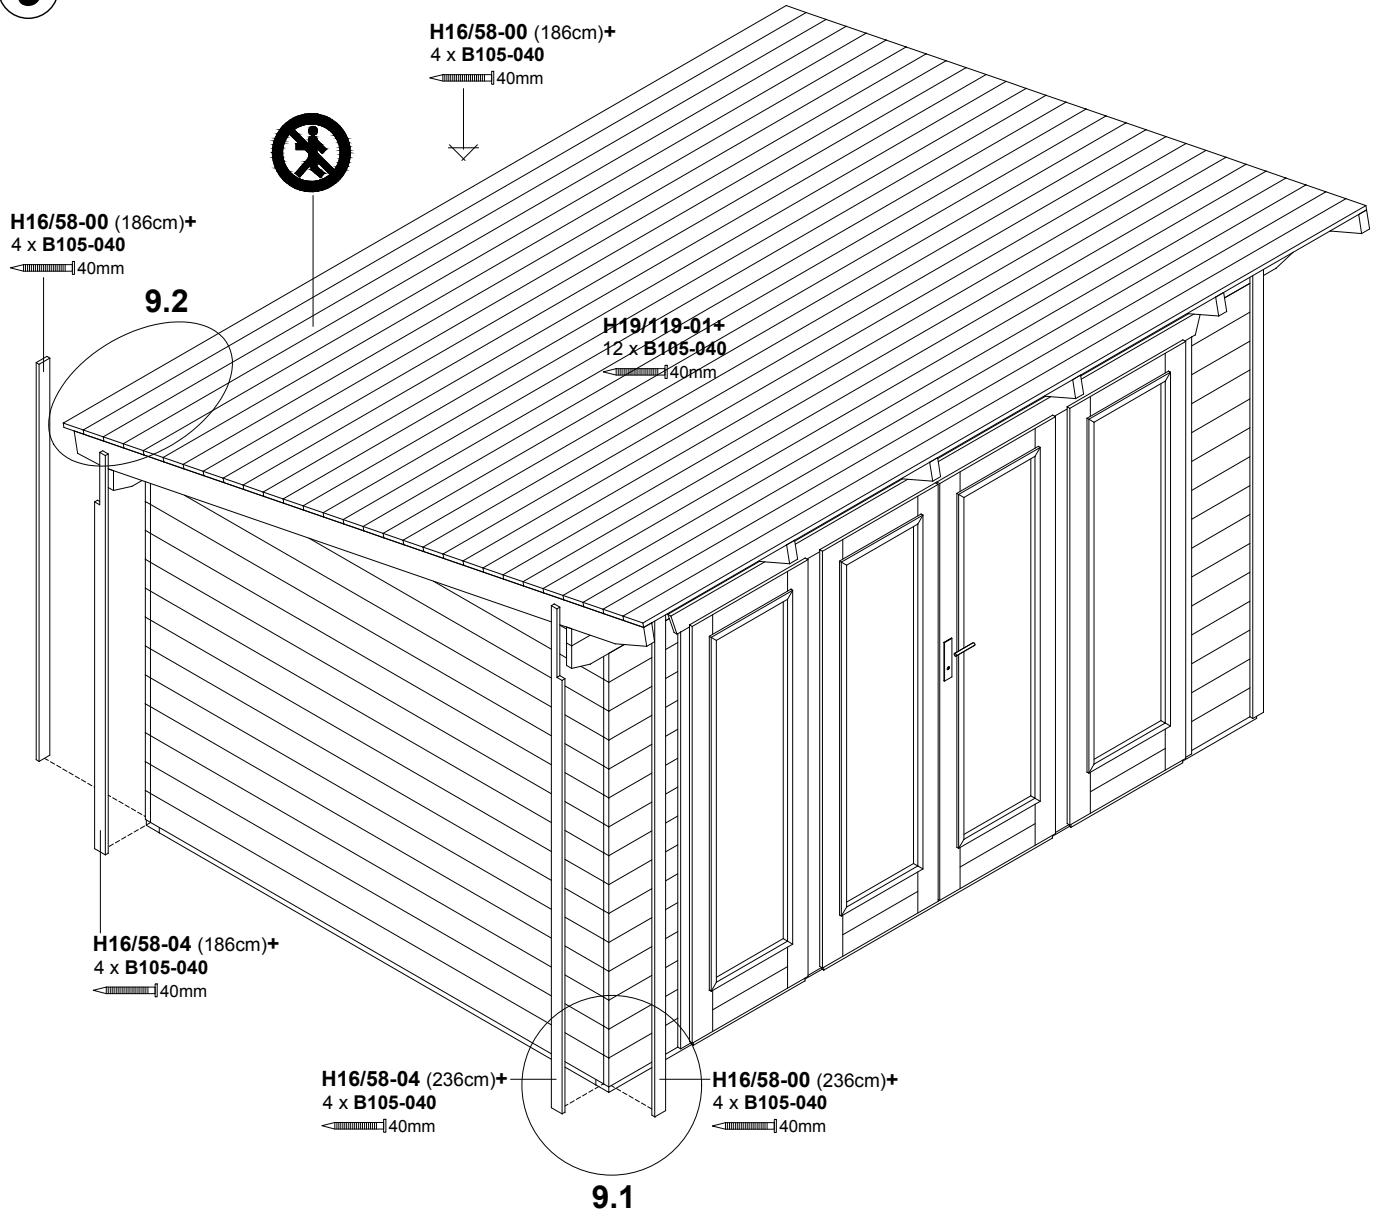 H16/58-00 (186cm)+
4 x B105-040
40mm
H16/58-00 (186cm)+
4 x B105-040
40mm
9.2
H19/119-01+
12 x B105-040
40mm
H16/58-04 (186cm)+
4 x B105-040
40mm
H16/58-04 (236cm)+
4 x B105-040
40mm
H16/58-00 (236cm)+
4 x B105-040
40mm
9.1